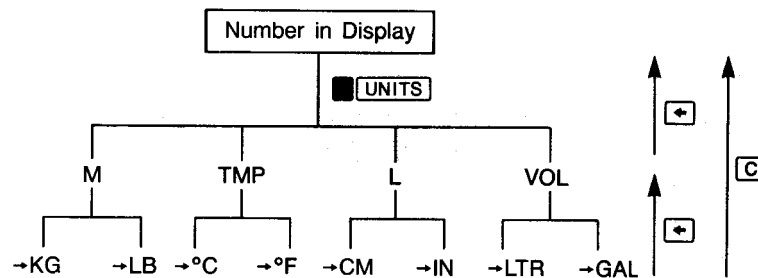 Number in Display
UNITS
M TMP L VOL
→KG →LB →°C →°F →CM →IN →LTR →GAL
←
←
C